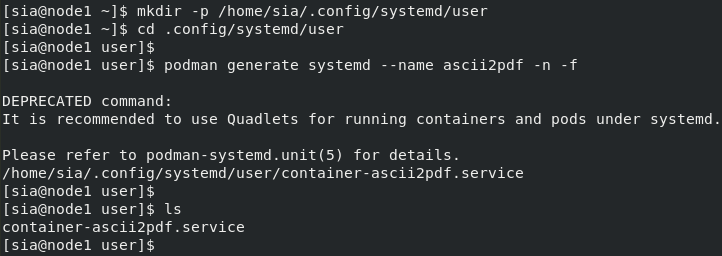 [sia@node1 ~]$ mkdir -p /home/sia/.config/systemd/user
[sia@node1 ~]$ cd .config/systemd/user
[sia@node1 user]$
[sia@node1 user]$ podman generate systemd --name ascii2pdf -n -f
DEPRECATED command:
It is recommended to use Quadlets for running containers and pods under systemd.
Please refer to podman-systemd.unit(5) for details.
/home/sia/.config/systemd/user/container-ascii2pdf.service
[sia@node1 user]$
[sia@node1 user]$ ls
container-ascii2pdf.service
[sia@node1 user]$